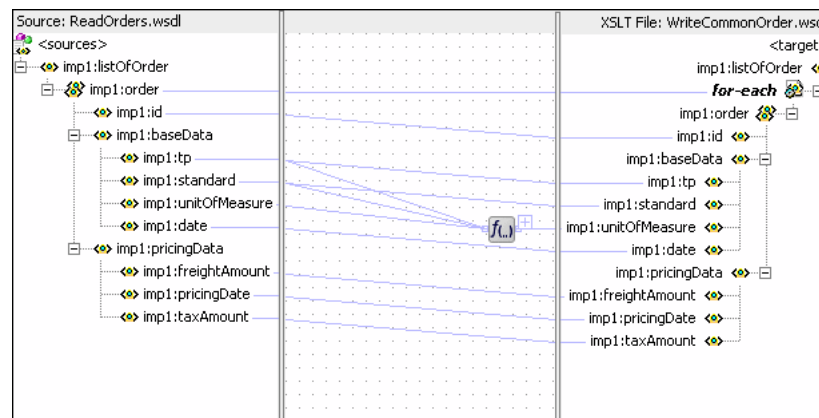 Source: ReadOrders.wsdl
<sources>
imp1:listOfOrder
imp1:order
imp1:id
imp1:baseData
imp1:tp
imp1:standard
imp1:unitOfMeasure
imp1:date
imp1:pricingData
imp1:freightAmount
imp1:pricingDate
imp1:taxAmount
f(..)
XSLT File: WriteCommonOrder.wsd
<target
imp1:listOfOrder
for-each
imp1:order
imp1:id
imp1:baseData
imp1:tp
imp1:standard
imp1:unitOfMeasure
imp1:date
imp1:pricingData
imp1:freightAmount
imp1:pricingDate
imp1:taxAmount